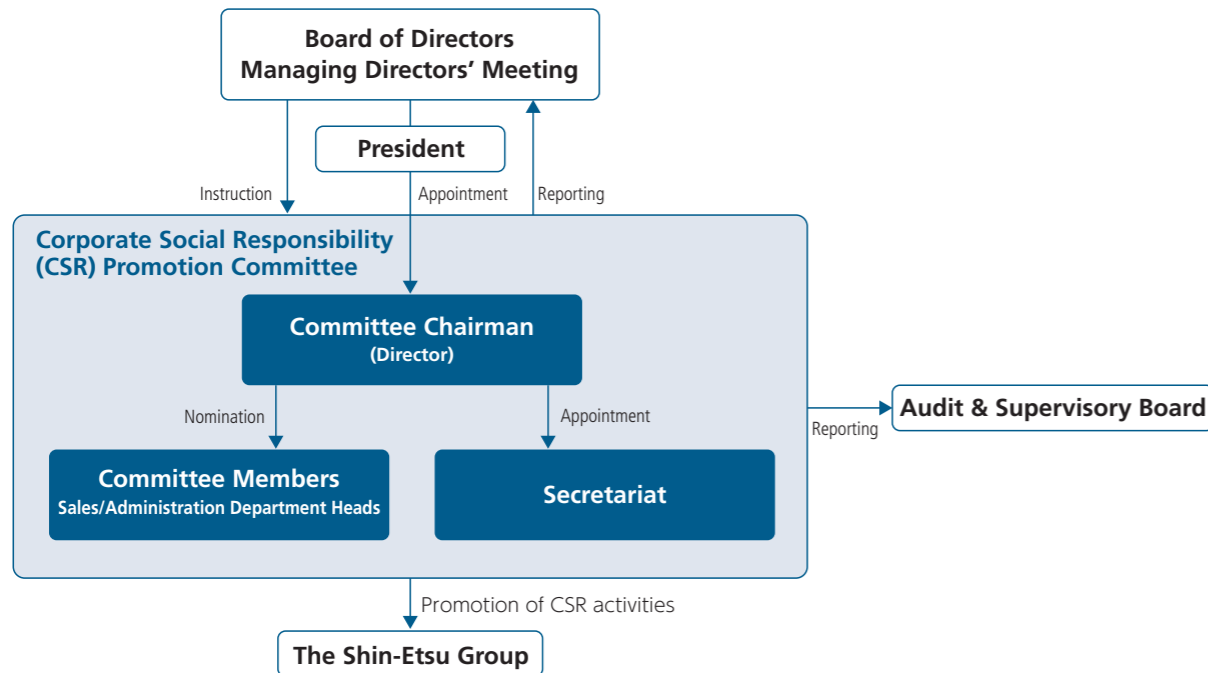 Board of Directors
Managing Directors’ Meeting
President
Instruction
Appointment
Reporting
Corporate Social Responsibility
(CSR) Promotion Committee
Committee Chairman
(Director)
Nomination
Appointment
Committee Members
Sales/Administration Department Heads
Secretariat
Reporting
Audit & Supervisory Board
Promotion of CSR activities
The Shin-Etsu Group